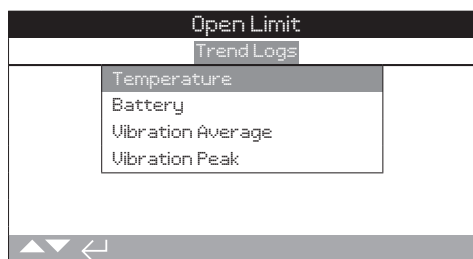 Open Limit
Trend Logs
Temperature
Battery
Vibration Average
Vibration Peak